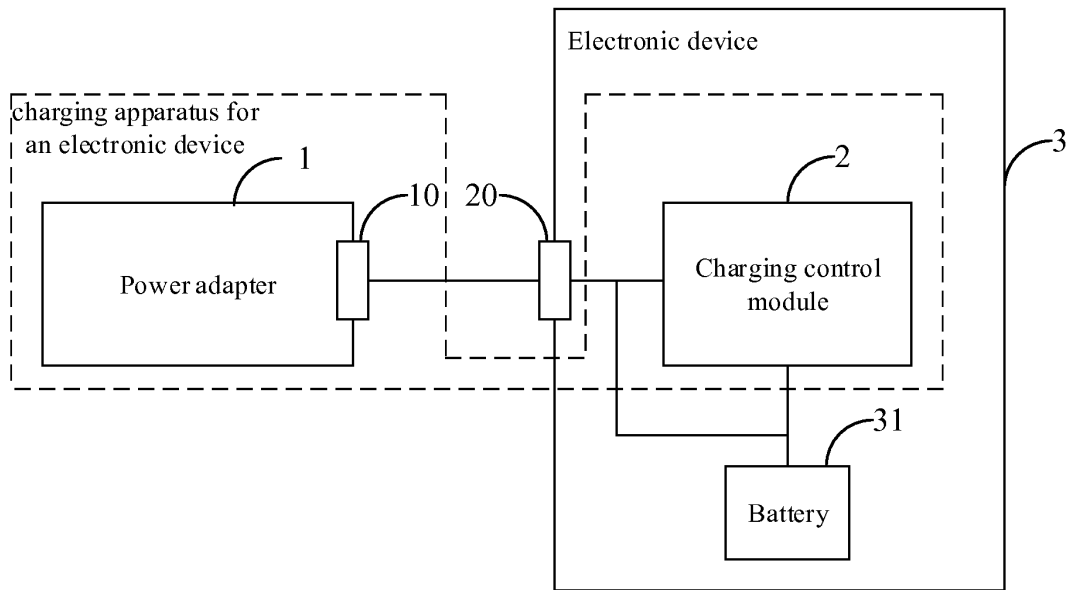 Electronic device
charging apparatus for
an electronic device
1
10
20
2
3
Power adapter
Charging control
module
31
Battery